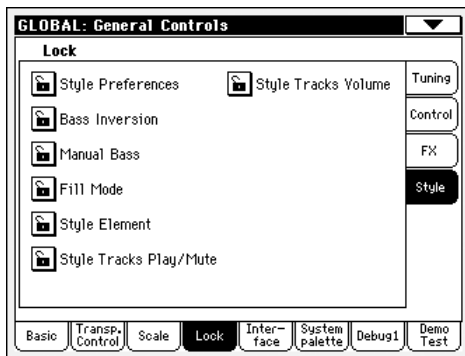 GLOBAL: General Controls
Lock
Style Preferences
Style Tracks Volume
Bass Inversion
Manual Bass
Fill Mode
Style Element
Style Tracks Play/Mute
Tuning
Control
FX
Style
Basic
Transp.
Control
Scale
Lock
Inter-
face
System
palette
Debug1
Demo
Test